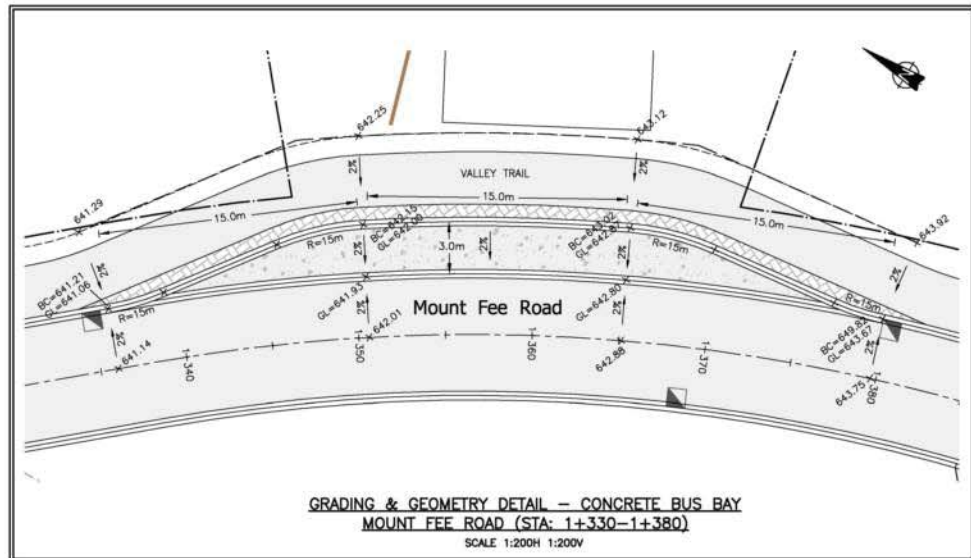 642.25
643.12
2%
2%
VALLEY TRAIL
641.29
15.0m
15.0m
15.0m
643.92
BC=642.15
GL=642.00
BC=643.02
GL=642.87
R=15m
2%
3.0m
2%
2%
R=15m
2%
BC=641.21
GL=641.06
R=15m
2%
R=15m
GL=641.93
GL=642.80
Mount Fee Road
BC=649.82
GL=643.67
2%
2%
642.01
2%
2%
641.14
642.88
643.75
1+340
1+350
1+360
1+370
1+380
GRADING & GEOMETRY DETAIL – CONCRETE BUS BAY
MOUNT FEE ROAD (STA: 1+330–1+380)
SCALE 1:200H 1:200V